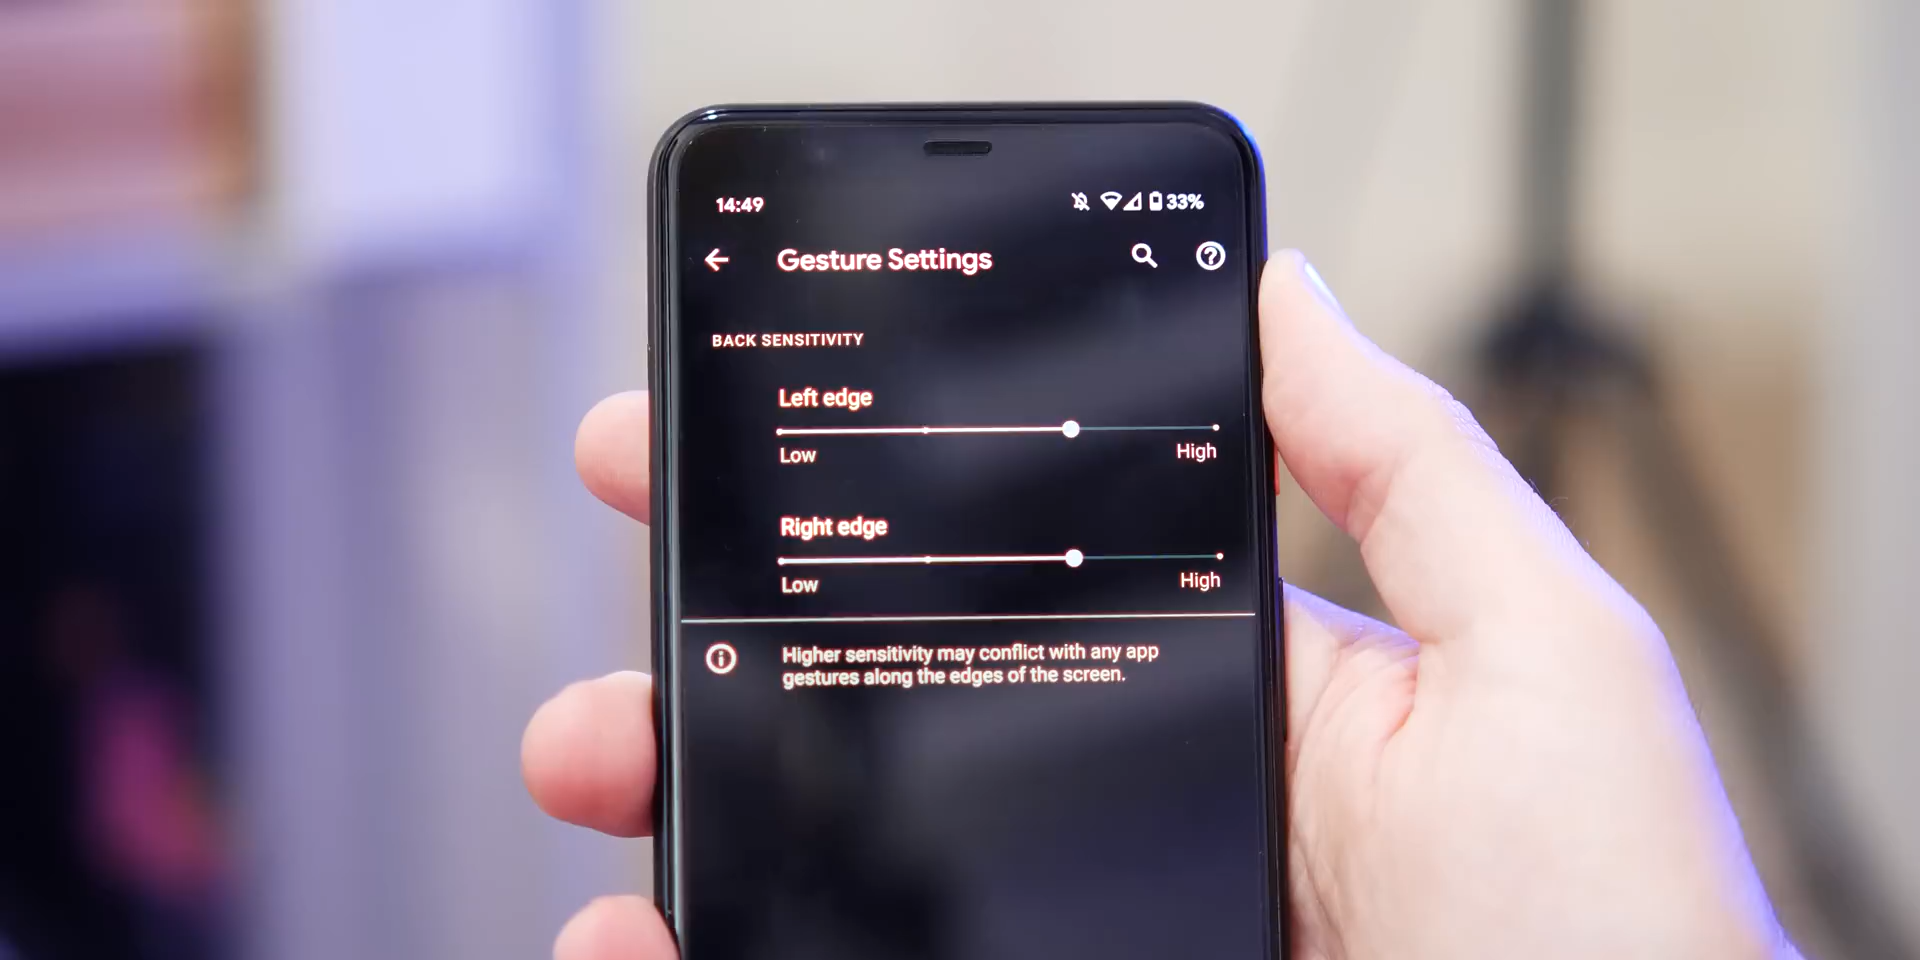 14:49 33%
Gesture Settings
BACK SENSITIVITY
Left edge
Low High
Right edge
Low High
Higher sensitivity may conflict with any app
gestures along the edges of the screen.